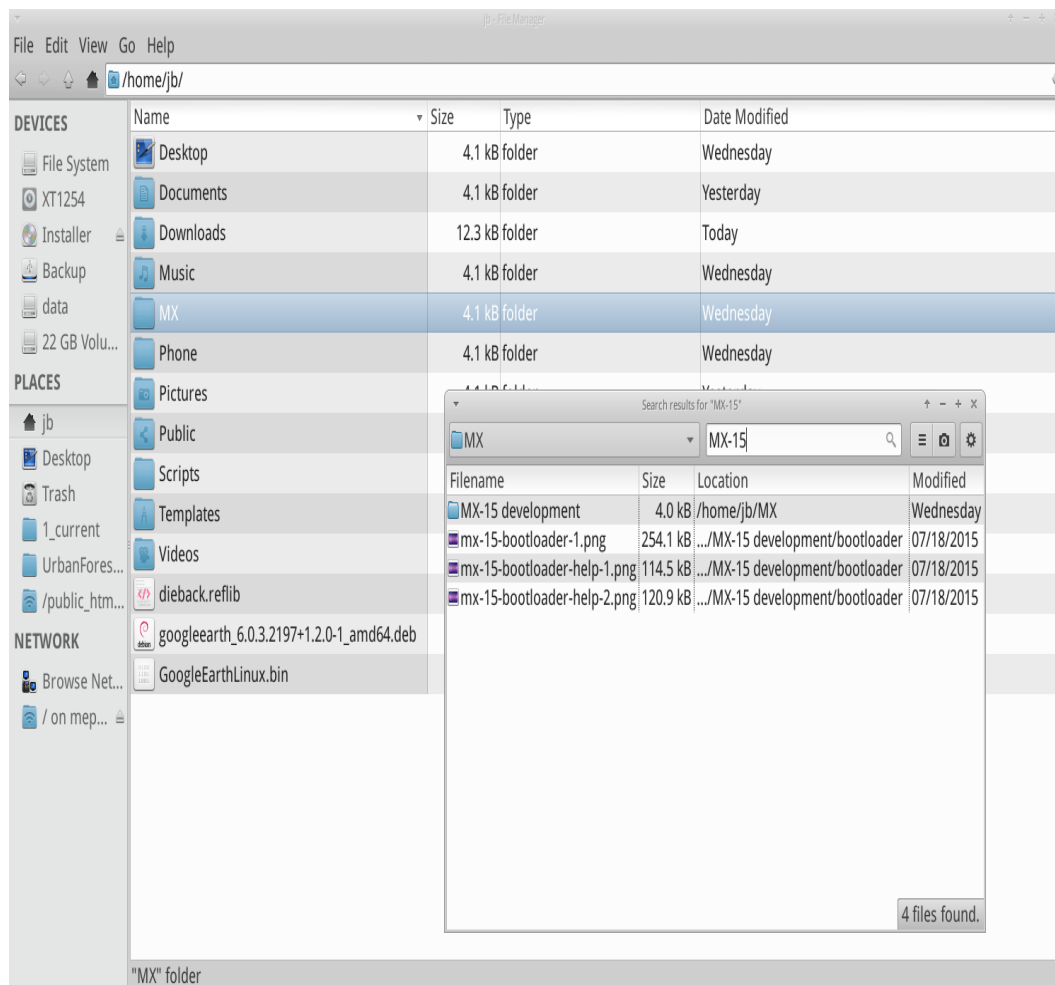 jb - File Manager
File Edit View Go Help
/home/jb/
DEVICES
File System
XT1254
Installer
Backup
data
22 GB Volu...
PLACES
jb
Desktop
Trash
1_current
UrbanFores...
/public_htm...
NETWORK
Browse Net...
/ on mep...
Name Size Type Date Modified
Desktop 4.1 kB folder Wednesday
Documents 4.1 kB folder Yesterday
Downloads 12.3 kB folder Today
Music 4.1 kB folder Wednesday
MX 4.1 kB folder Wednesday
Phone 4.1 kB folder Wednesday
Pictures
Public
Scripts
Templates
Videos
dieback.reflib
googleearth_6.0.3.2197+1.2.0-1_amd64.deb
GoogleEarthLinux.bin
Search results for "MX-15"
MX MX-15
Filename Size Location Modified
MX-15 development 4.0 kB /home/jb/MX Wednesday
mx-15-bootloader-1.png 254.1 kB .../MX-15 development/bootloader 07/18/2015
mx-15-bootloader-help-1.png 114.5 kB .../MX-15 development/bootloader 07/18/2015
mx-15-bootloader-help-2.png 120.9 kB .../MX-15 development/bootloader 07/18/2015
4 files found.
"MX" folder